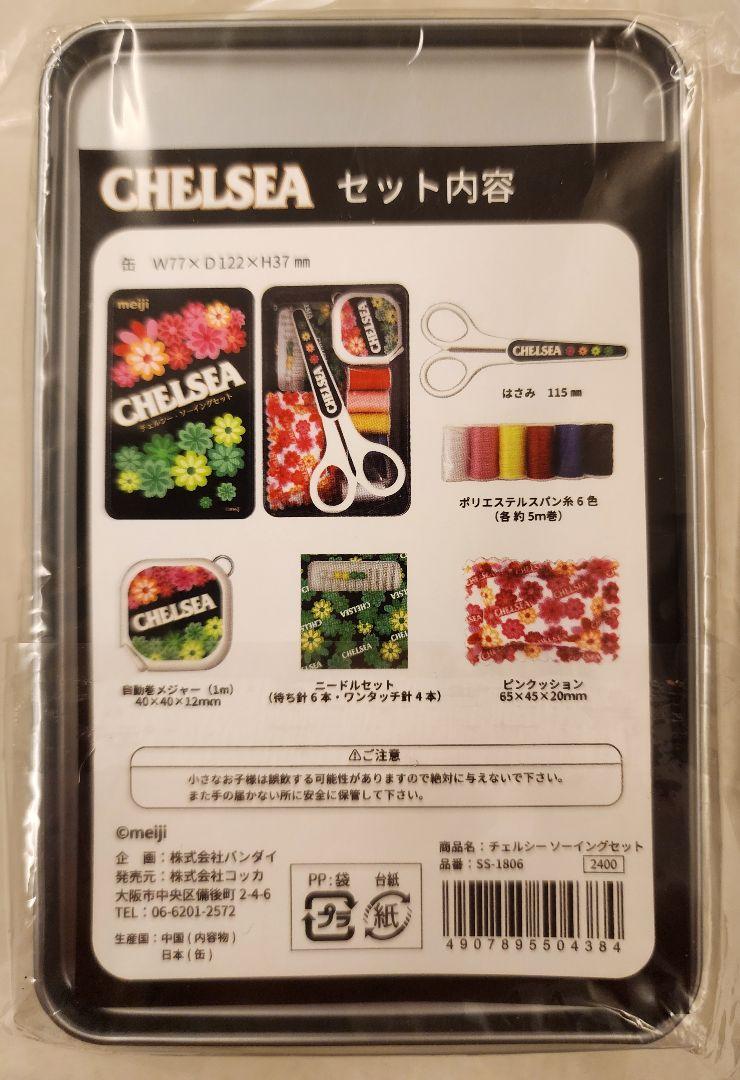 CHELSEA セット内容
缶 W77×D122×H37㎜
meiji
CHELSEA
チェルシー・ソーイングセット
©meiji
CHELSEA
CHELSEA
CHELSEA
はさみ 115㎜
ポリエステルスパン糸6色
(各約5m巻)
CHELSEA
CHELSEA
CHELSEA
自動巻メジャー (1m)
40×40×12mm
ニードルセット
(待ち針6本・ワンタッチ針4本)
ピンクッション
65×45×20mm
⚠ご注意
小さなお子様は誤飲する可能性がありますので絶対に与えないで下さい。
また手の届かない所に安全に保管して下さい。
©meiji
企 画:株式会社バンダイ
発売元:株式会社コッカ
大阪市中央区備後町2-4-6
TEL:06-6201-2572
生産国:中国(内容物)
日本(缶)
PP:袋 台紙
プラ 紙
商品名:チェルシー ソーイングセット
品番:SS-1806 2400
4907895504384